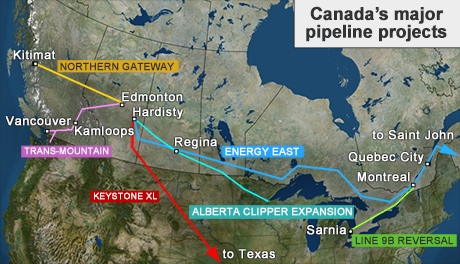 Canada's major
pipeline projects
Kitimat
NORTHERN GATEWAY
Edmonton
Hardisty
Vancouver
Kamloops
TRANS-MOUNTAIN
Regina
ENERGY EAST
to Saint John
Quebec City
Montreal
KEYSTONE XL
ALBERTA CLIPPER EXPANSION
Sarnia
LINE 9B REVERSAL
to Texas